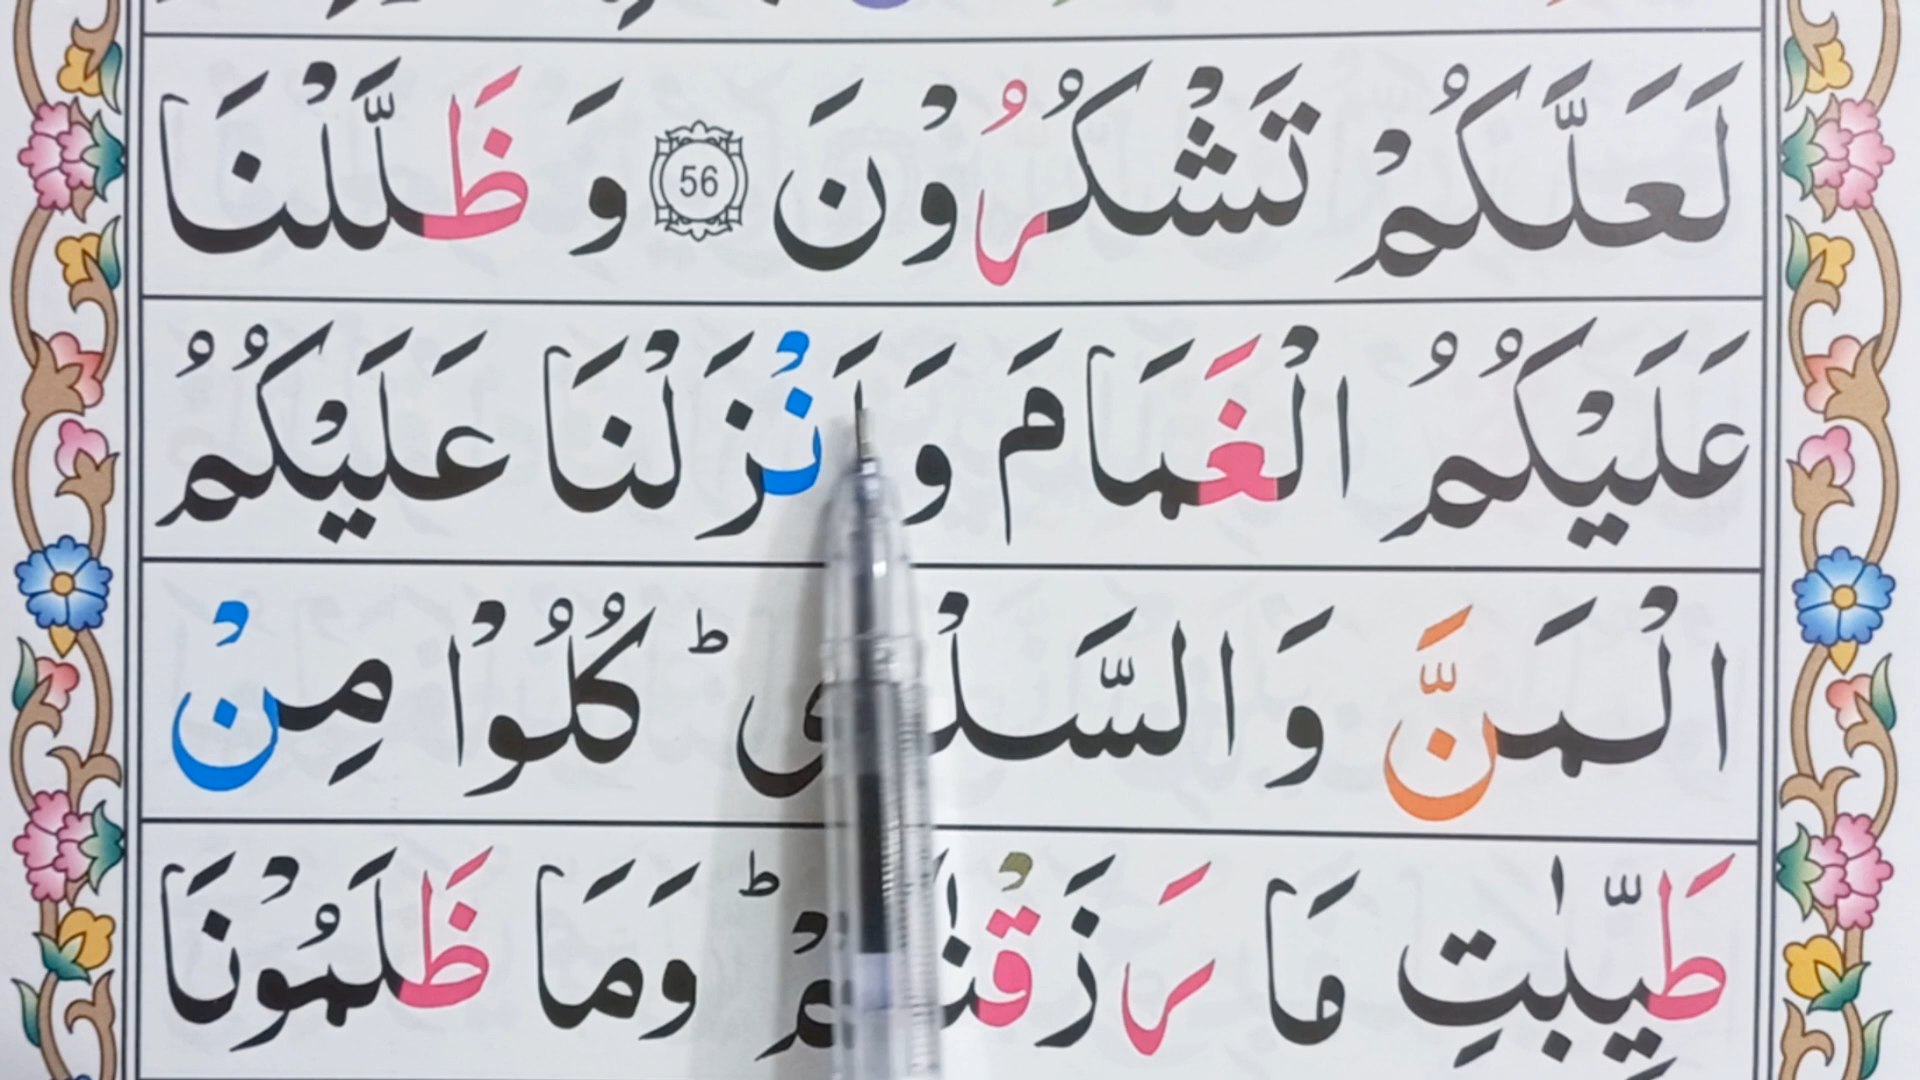 لَعَلَّكُمْ تَشْكُرُوْنَ 56 وَ ظَلَّلْنَا
عَلَيْكُمُ الْغَمَامَ وَ اَنْزَلْنَا عَلَيْكُمُ
الْمَنَّ وَ السَّلْوٰى ؕ كُلُوْا مِنْ
طَيِّبٰتِ مَا رَزَقْنٰكُمْ ؕ وَمَا ظَلَمُوْنَا